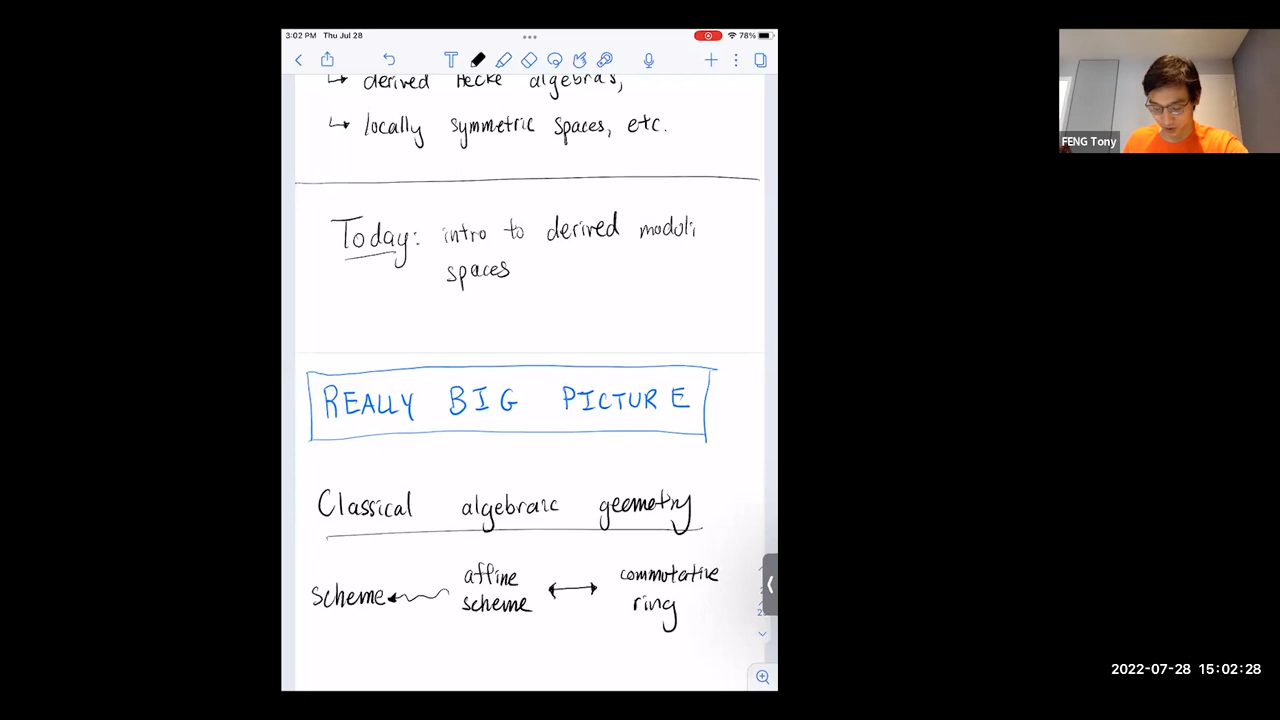 3:02 PM Thu Jul 28
78%
↳ derived Hecke algebras,
↳ locally symmetric spaces, etc.
Today: intro to derived moduli
spaces
REALLY BIG PICTURE
Classical algebraic geometry
scheme affine scheme ↔ commutative ring
FENG Tony
2022-07-28 15:02:28